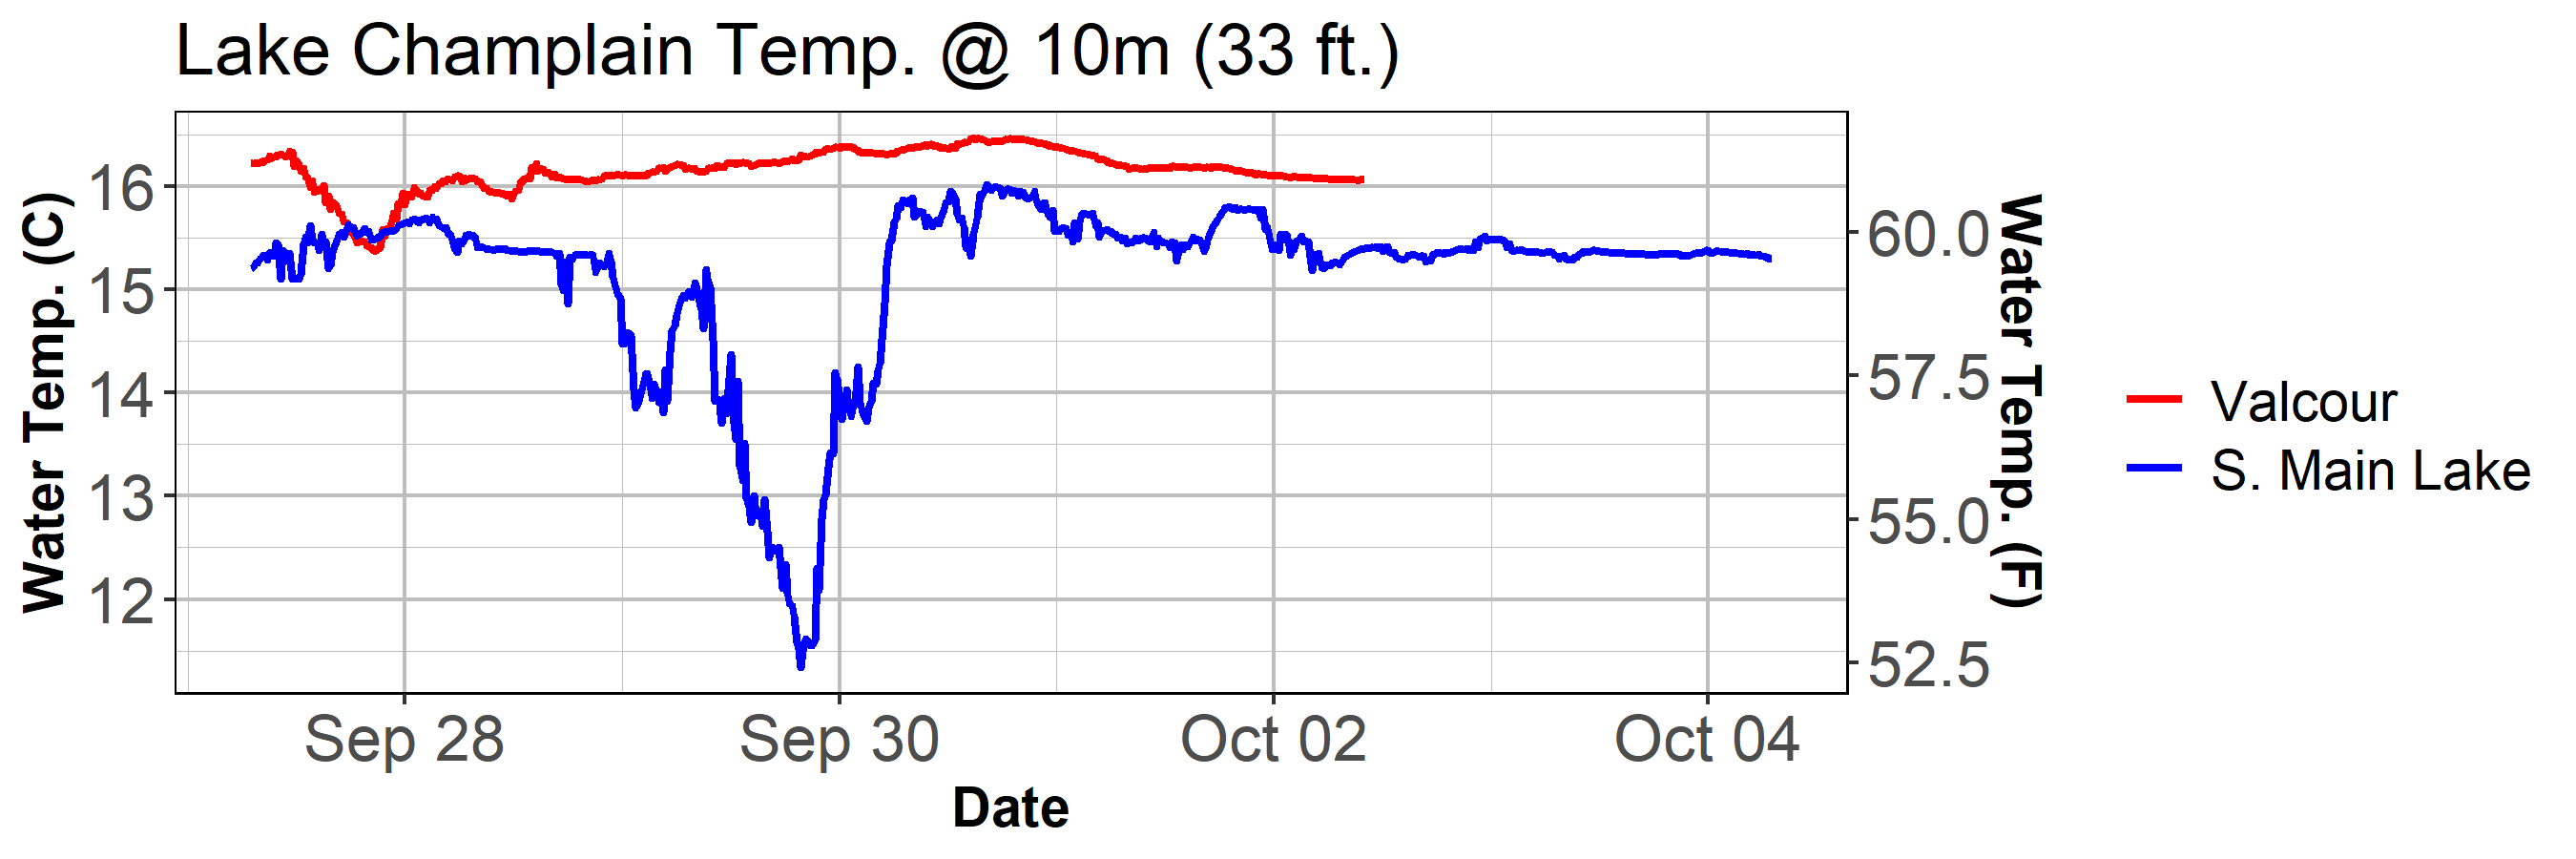 Lake Champlain Temp. @ 10m (33 ft.)
Water Temp. (C)
16
15
14
13
12
60.0
57.5
55.0
52.5
Water Temp. (F)
Valcour
S. Main Lake
Sep 28
Sep 30
Oct 02
Oct 04
Date